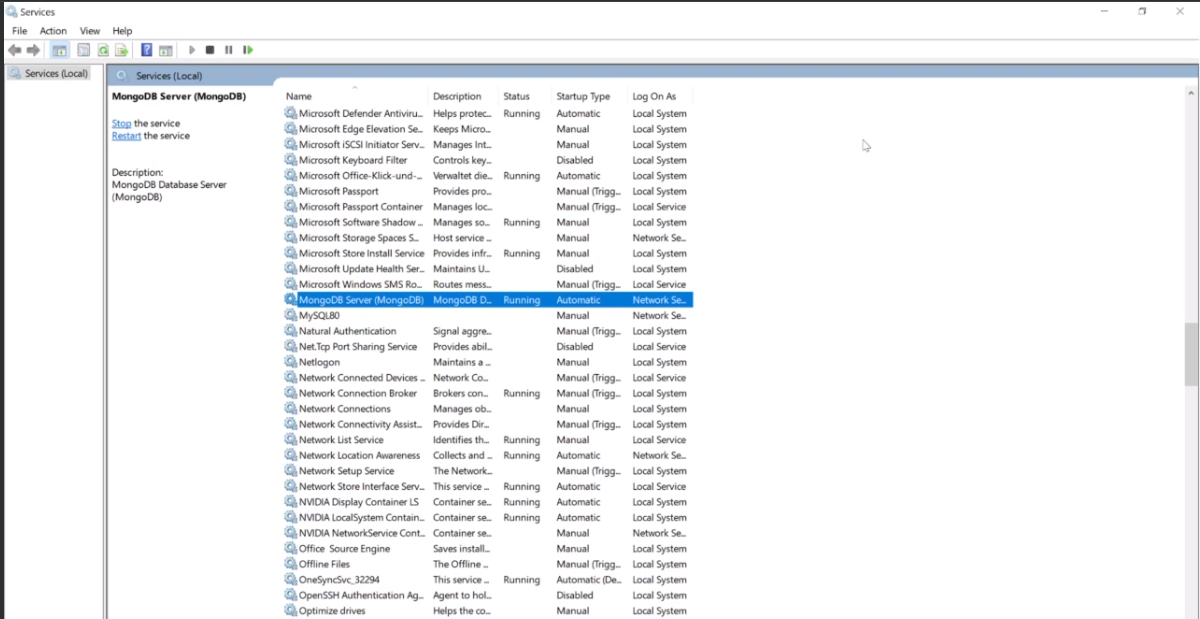 Services
File Action View Help
Services (Local)
Services (Local)
MongoDB Server (MongoDB)
Stop the service
Restart the service
Description:
MongoDB Database Server
(MongoDB)
Name Description Status Startup Type Log On As
Microsoft Defender Antiviru... Helps protec... Running Automatic Local System
Microsoft Edge Elevation Se... Keeps Micro... Manual Local System
Microsoft iSCSI Initiator Serv... Manages Int... Manual Local System
Microsoft Keyboard Filter Controls key... Disabled Local System
Microsoft Office-Klick-und-... Verwaltet die... Running Automatic Local System
Microsoft Passport Provides pro... Manual (Trigg... Local System
Microsoft Passport Container Manages loc... Manual (Trigg... Local Service
Microsoft Software Shadow ... Manages so... Running Manual Local System
Microsoft Storage Spaces S... Host service ... Manual Network Se...
Microsoft Store Install Service Provides infr... Running Manual Local System
Microsoft Update Health Ser... Maintains U... Disabled Local System
Microsoft Windows SMS Ro... Routes mess... Manual (Trigg... Local Service
MongoDB Server (MongoDB) MongoDB D... Running Automatic Network Se...
MySQL80 Manual Network Se...
Natural Authentication Signal aggre... Manual (Trigg... Local System
Net.Tcp Port Sharing Service Provides abil... Disabled Local Service
Netlogon Maintains a ... Manual Local System
Network Connected Devices ... Network Co... Manual (Trigg... Local Service
Network Connection Broker Brokers con... Running Manual (Trigg... Local System
Network Connections Manages ob... Manual Local System
Network Connectivity Assist... Provides Dir... Manual (Trigg... Local System
Network List Service Identifies th... Running Manual Local Service
Network Location Awareness Collects and ... Running Automatic Network Se...
Network Setup Service The Network... Manual (Trigg... Local System
Network Store Interface Serv... This service ... Running Automatic Local Service
NVIDIA Display Container LS Container se... Running Automatic Local System
NVIDIA LocalSystem Contain... Container se... Running Automatic Local System
NVIDIA NetworkService Cont... Container se... Manual Network Se...
Office Source Engine Saves install... Manual Local System
Offline Files The Offline ... Manual (Trigg... Local System
OneSyncSvc_32294 This service ... Running Automatic (De... Local System
OpenSSH Authentication Ag... Agent to hol... Disabled Local System
Optimize drives Helps the co... Manual Local System